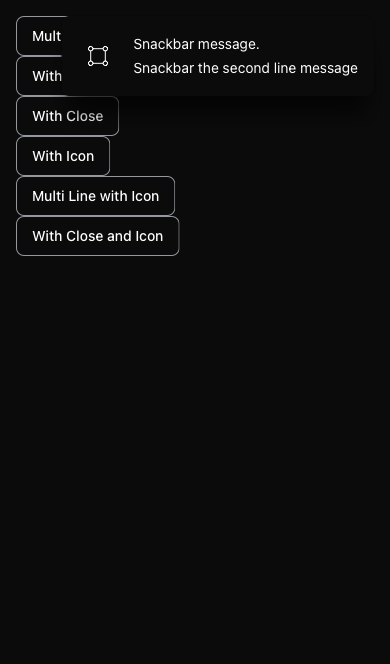 Mult
Snackbar message.
Snackbar the second line message
With
With Close
With Icon
Multi Line with Icon
With Close and Icon